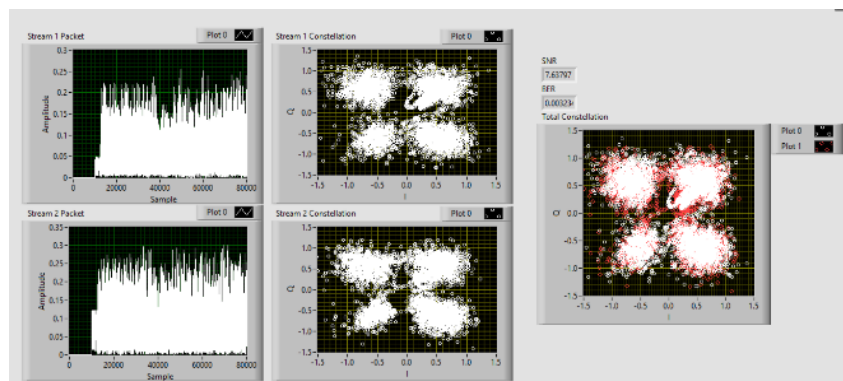 Stream 1 Packet
Plot 0
Amplitude
0.3
0.25
0.2
0.15
0.1
0.05
0
0
20000
40000
60000
80000
Sample
Stream 1 Constellation
Plot 0
Q
1.5
1.0
0.5
0.0
-0.5
-1.0
-1.5
-1.5
-1.0
-0.5
0.0
0.5
1.0
1.5
I
SNR
7.63797
BER
Total Constellation
Plot 0
Plot 1
Q
1.5
1.0
0.5
0.0
-0.5
-1.0
-1.5
-1.5
-1.0
-0.5
0.0
0.5
1.0
1.5
I
Stream 2 Packet
Plot 0
Amplitude
0.35
0.3
0.25
0.2
0.15
0.1
0.05
0
0
20000
40000
60000
80000
Sample
Stream 2 Constellation
Plot 0
Q
1.5
1.0
0.5
0.0
-0.5
-1.0
-1.5
-1.5
-1.0
-0.5
0.0
0.5
1.0
1.5
I